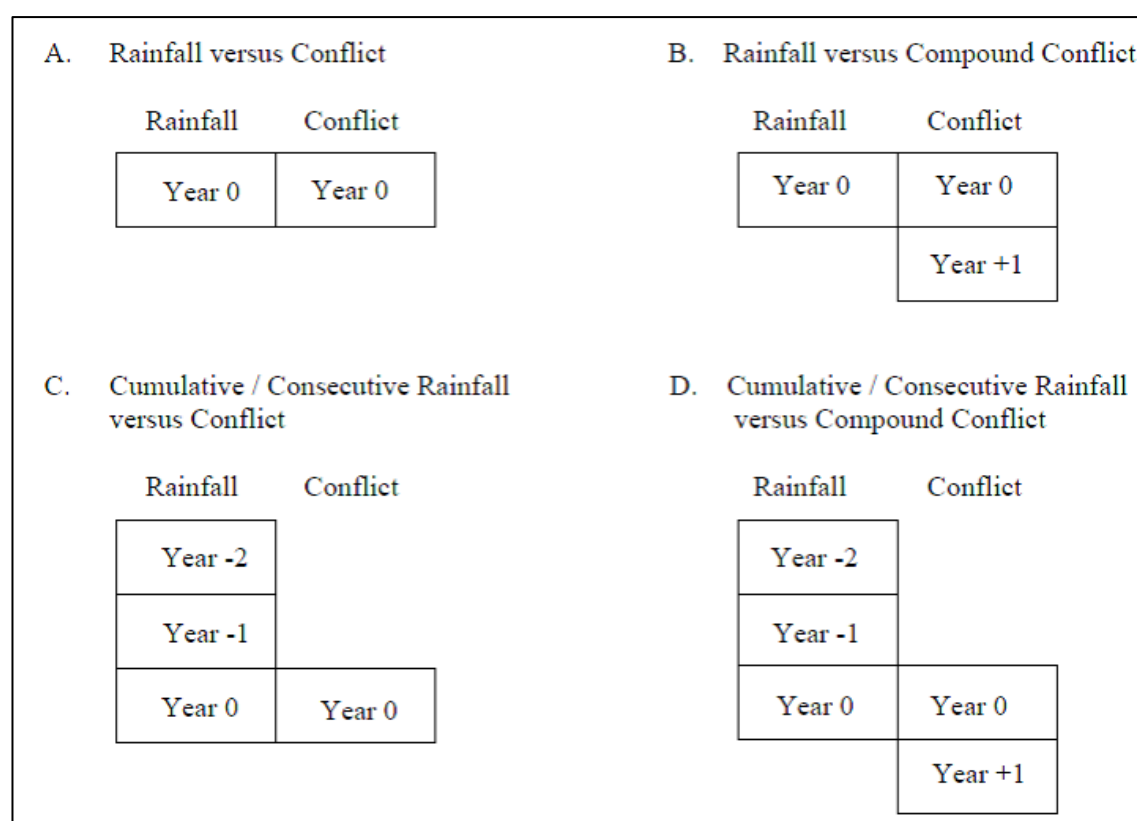 A. Rainfall versus Conflict
Rainfall Conflict
Year 0 Year 0
B. Rainfall versus Compound Conflict
Rainfall Conflict
Year 0 Year 0
Year +1
C. Cumulative / Consecutive Rainfall
versus Conflict
Rainfall Conflict
Year -2
Year -1
Year 0 Year 0
D. Cumulative / Consecutive Rainfall
versus Compound Conflict
Rainfall Conflict
Year -2
Year -1
Year 0 Year 0
Year +1